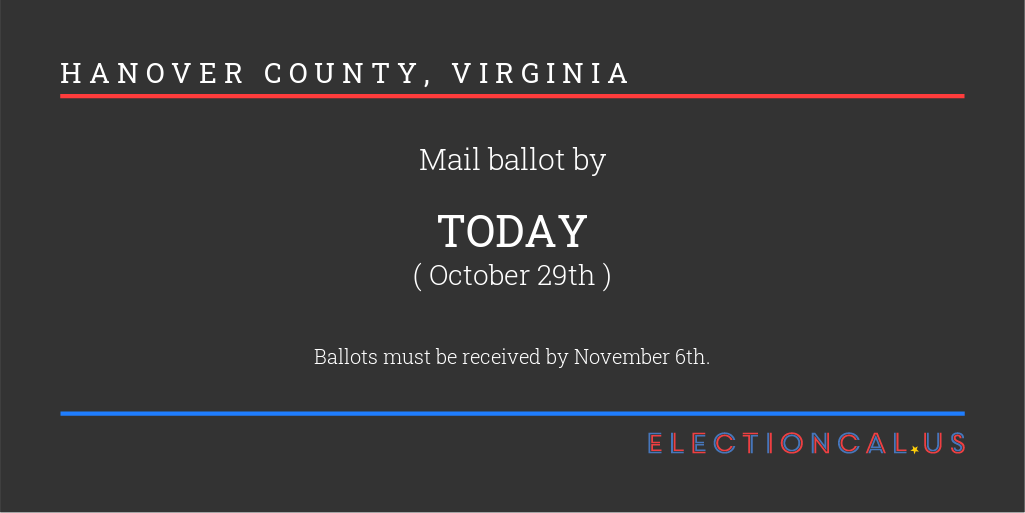 HANOVER COUNTY, VIRGINIA
Mail ballot by
TODAY
( October 29th )
Ballots must be received by November 6th.
ELECTIONCAL.US